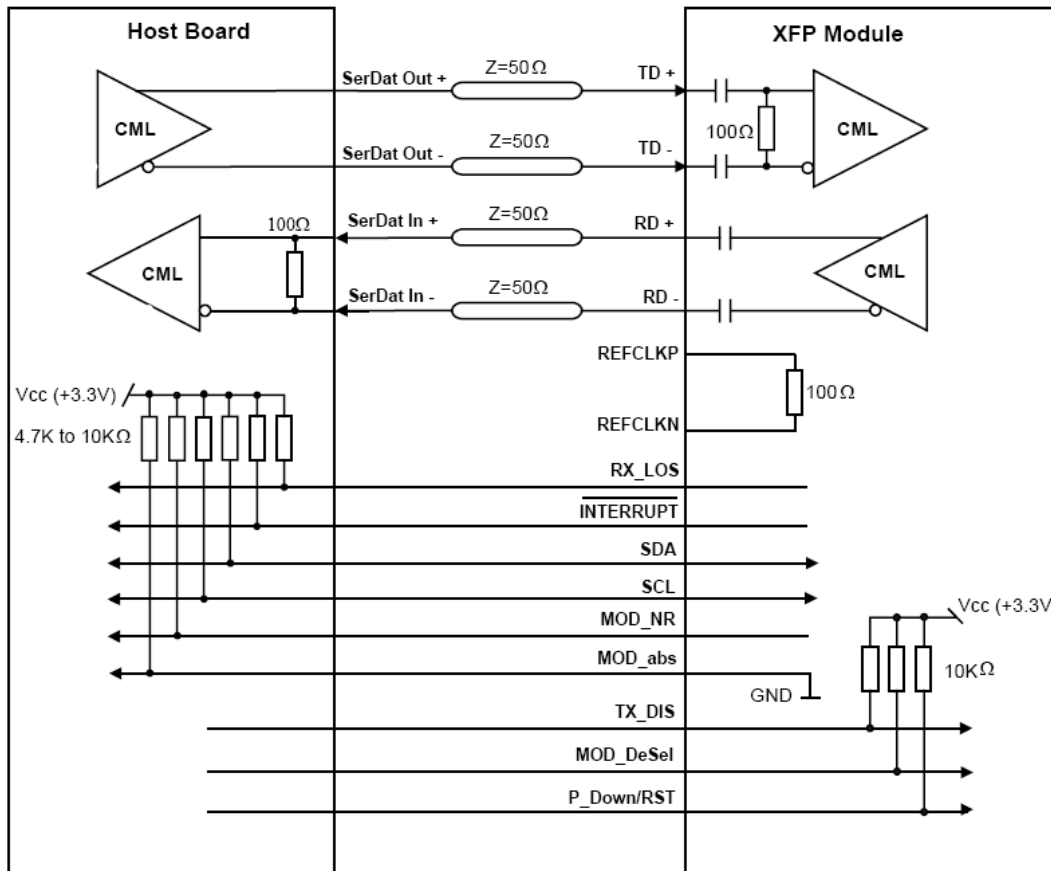 Host Board
XFP Module
SerDat Out +
Z=50Ω
TD +
CML
100Ω
CML
SerDat Out -
Z=50Ω
TD -
100Ω
SerDat In +
Z=50Ω
RD +
CML
CML
SerDat In -
Z=50Ω
RD -
REFCLKP
100Ω
REFCLKN
Vcc (+3.3V)
4.7K to 10KΩ
RX_LOS
INTERRUPT
SDA
SCL
Vcc (+3.3V
MOD_NR
MOD_abs
10KΩ
GND
TX_DIS
MOD_DeSel
P_Down/RST